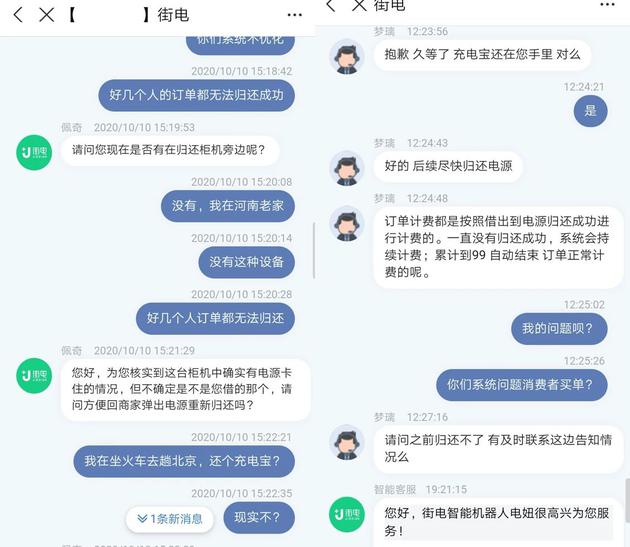 【 】街电
你们系统不优化
2020/10/10 15:18:42
好几个人的订单都无法归还成功
佩奇 2020/10/10 15:19:53
请问您现在是否有在归还柜机旁边呢?
2020/10/10 15:20:08
没有,我在河南老家
2020/10/10 15:20:14
没有这种设备
2020/10/10 15:20:28
好几个人订单都无法归还
佩奇 2020/10/10 15:21:29
您好,为您核实到这台柜机中确实有电源卡
住的情况,但不确定是不是您借的那个,请
问方便回商家弹出电源重新归还吗?
2020/10/10 15:22:21
我在坐火车去趟北京,还个充电宝?
2020/10/10 15:22:35
现实不?
1条新消息
街电
梦瑞 12:23:56
抱歉 久等了 充电宝还在您手里 对么
12:24:21
是
梦瑞 12:24:43
好的 后续尽快归还电源
梦瑞 12:24:48
订单计费都是按照借出到电源归还成功进
行计费的。一直没有归还成功,系统会持
续计费;累计到99 自动结束 订单正常计
费的呢。
12:25:02
我的问题呗?
12:25:26
你们系统问题消费者买单?
梦瑞 12:27:16
请问之前归还不了 有及时联系这边告知情
况么
智能客服 19:21:15
您好,街电智能机器人电妞很高兴为您服
务!